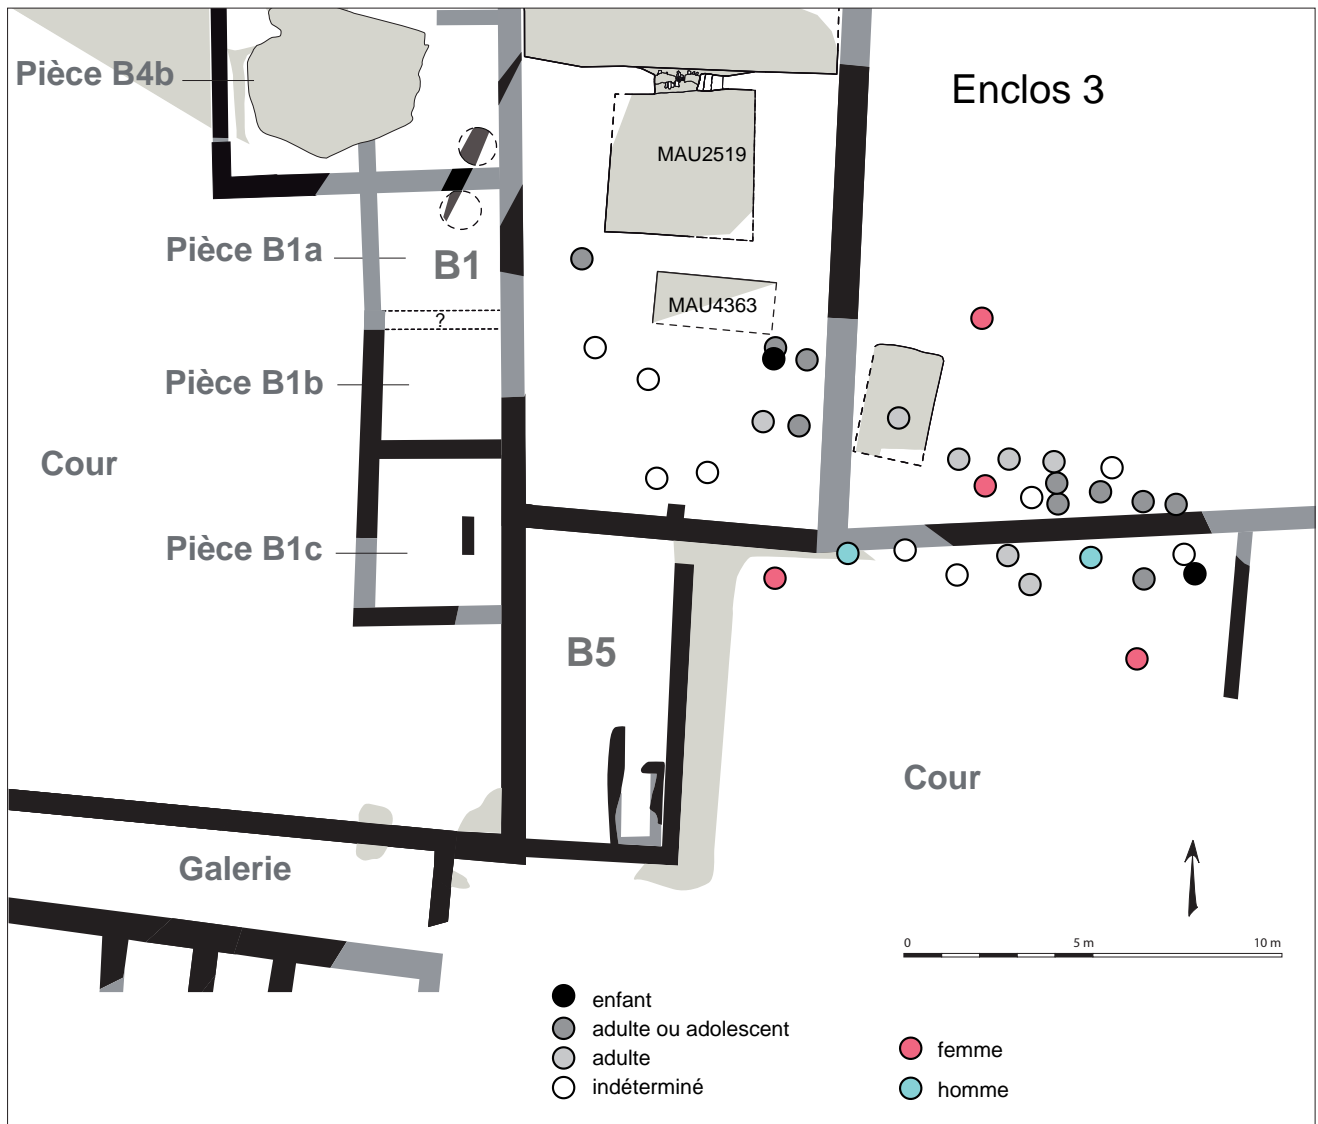 Pièce B4b
Enclos 3
MAU2519
Pièce B1a
B1
MAU4363
?
Pièce B1b
Cour
Pièce B1c
B5
Cour
Galerie
0 5 m 10 m
enfant
adulte ou adolescent
adulte
indéterminé
femme
homme